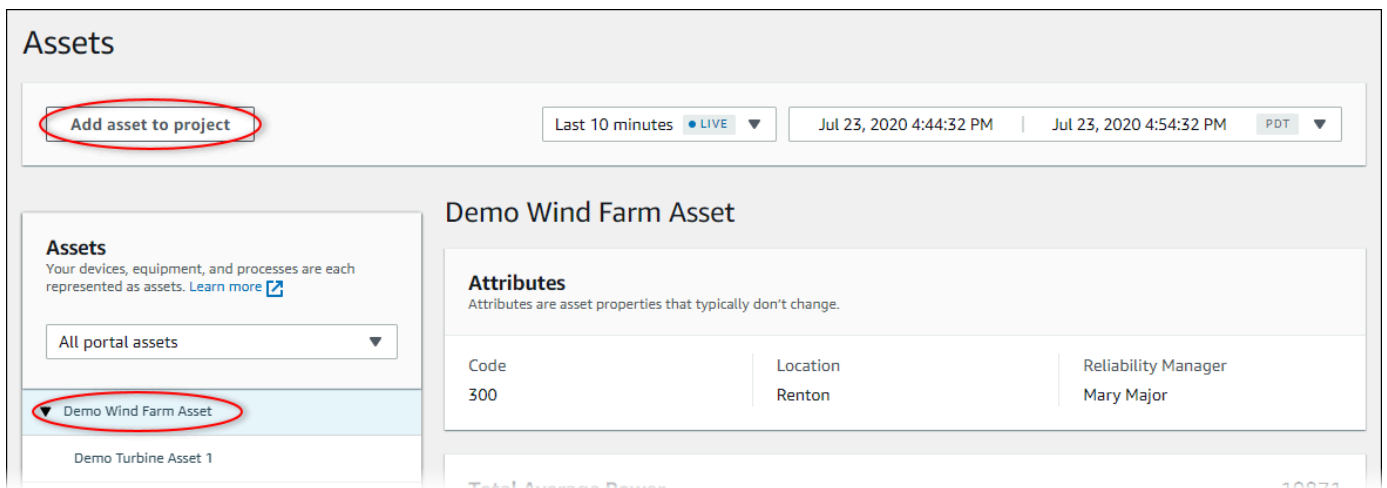 Assets
Add asset to project
Last 10 minutes LIVE
Jul 23, 2020 4:44:32 PM | Jul 23, 2020 4:54:32 PM PDT
Assets
Your devices, equipment, and processes are each
represented as assets. Learn more
All portal assets
Demo Wind Farm Asset
Demo Turbine Asset 1
Demo Wind Farm Asset
Attributes
Attributes are asset properties that typically don't change.
Code
300
Location
Renton
Reliability Manager
Mary Major
Total Average Power